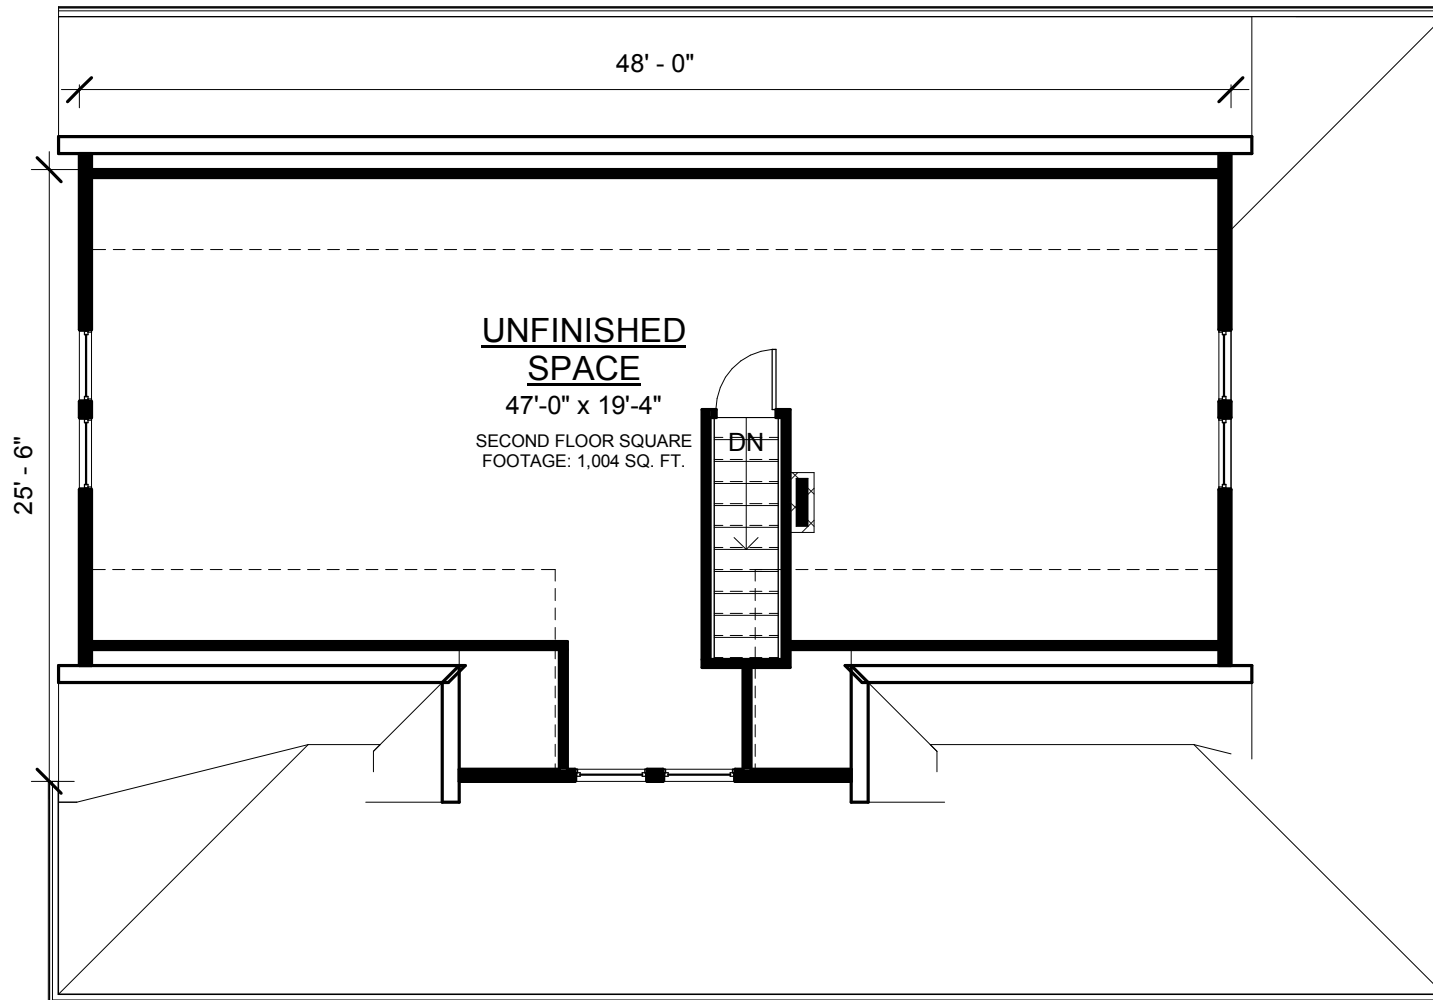 48' - 0"
UNFINISHED
SPACE
47'-0" x 19'-4"
SECOND FLOOR SQUARE
FOOTAGE: 1,004 SQ. FT.
DN
25' - 6"